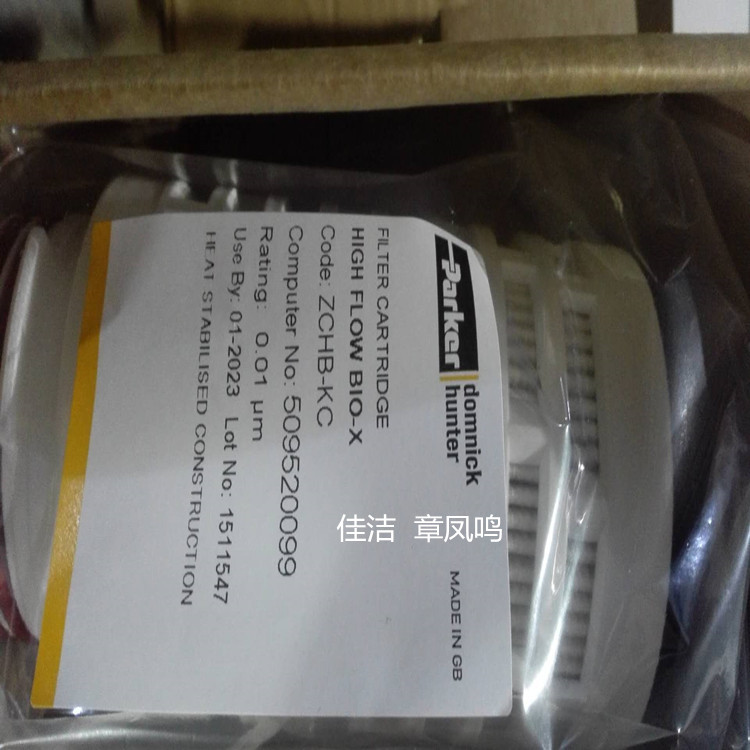 Parker
domnick
hunter
MADE IN GB
FILTER CARTRIDGE
HIGH FLOW BIO-X
Code: ZCHB-KC
Computer No: 509520099
Rating: 0.01 µm
Use By: 01-2023 Lot No: 1511547
HEAT STABILISED CONSTRUCTION
佳洁 章凤鸣